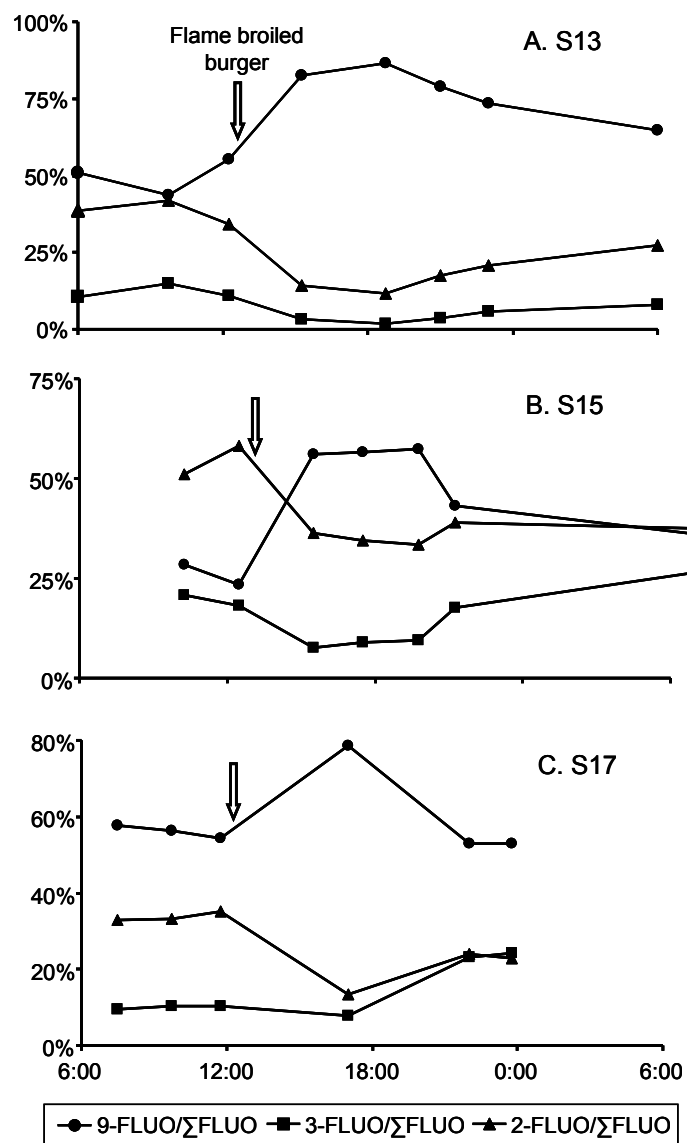 100%
Flame broiled
burger
A. S13
75%
50%
25%
0%
75%
B. S15
50%
25%
0%
80%
C. S17
60%
40%
20%
0%
6:00 12:00 18:00 0:00 6:00
9-FLUO/∑FLUO 3-FLUO/∑FLUO 2-FLUO/∑FLUO